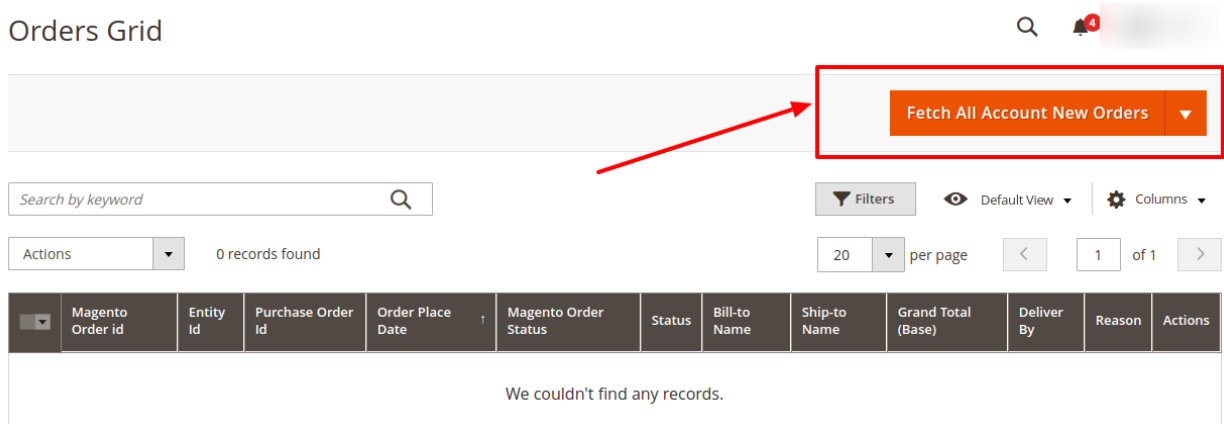 Orders Grid
4
Fetch All Account New Orders
Search by keyword
Filters
Default View
Columns
Actions
0 records found
20
per page
1
of 1
Magento Order id
Entity Id
Purchase Order Id
Order Place Date
↑
Magento Order Status
Status
Bill-to Name
Ship-to Name
Grand Total (Base)
Deliver By
Reason
Actions
We couldn't find any records.